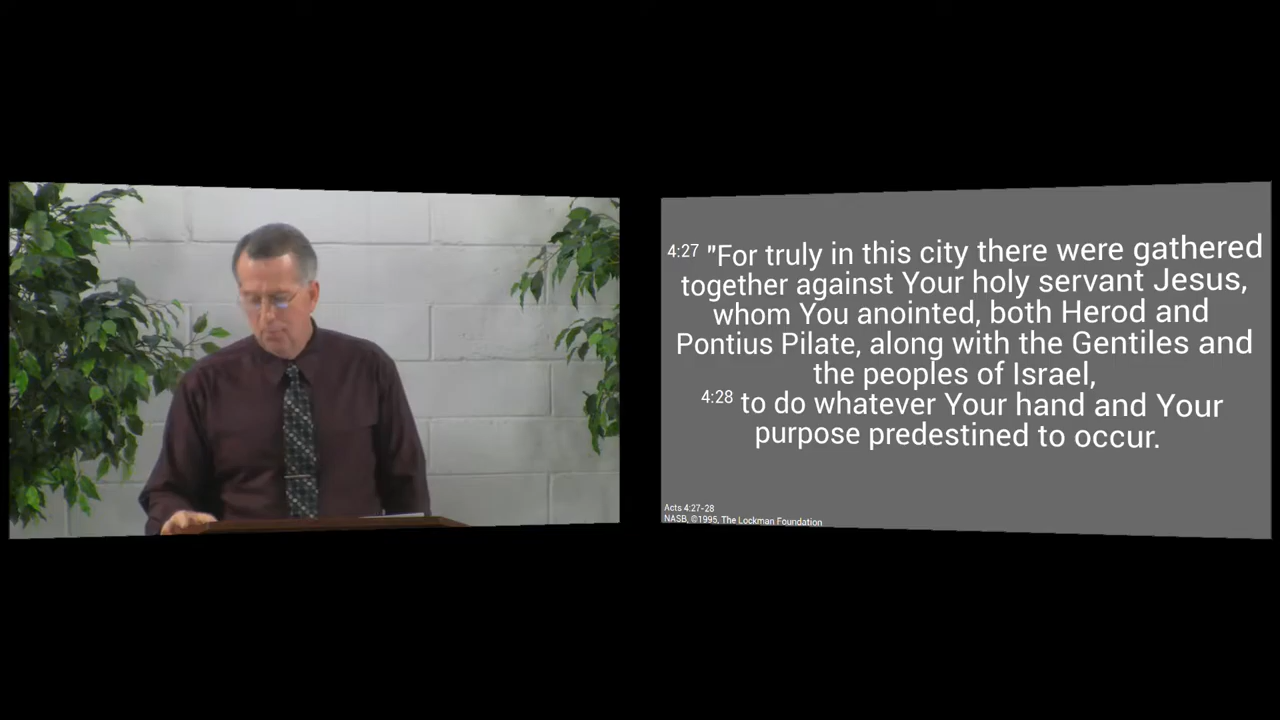 4:27 "For truly in this city there were gathered
together against Your holy servant Jesus,
whom You anointed, both Herod and
Pontius Pilate, along with the Gentiles and
the peoples of Israel,
4:28 to do whatever Your hand and Your
purpose predestined to occur.
Acts 4:27-28
NASB, ©1995, The Lockman Foundation